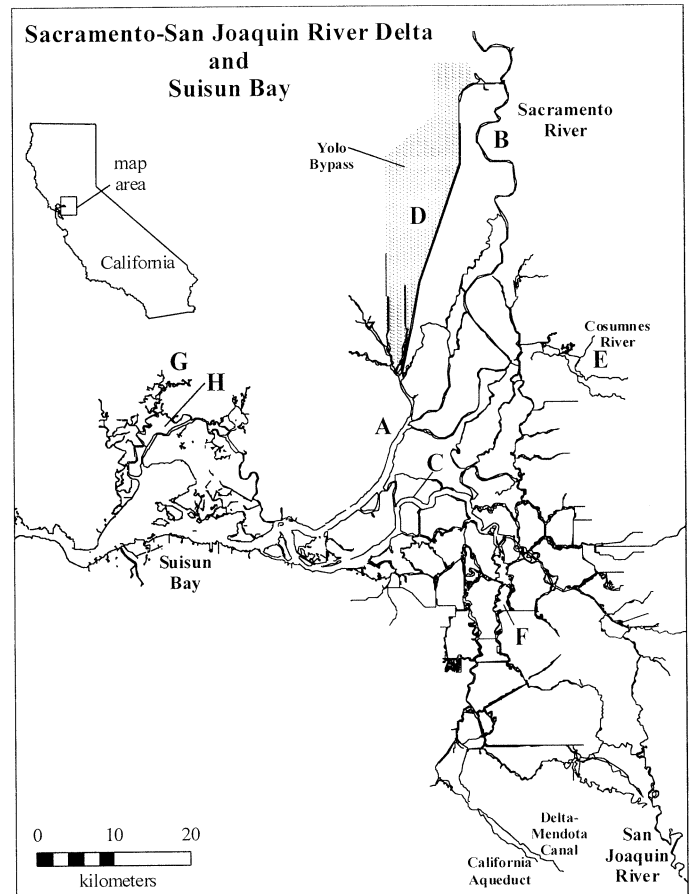 Sacramento-San Joaquin River Delta
and
Suisun Bay
Sacramento
River
B
Yolo
Bypass
map
area
D
California
Cosumnes
River
E
G
H
A
C
Suisun
Bay
F
0 10 20
kilometers
Delta-
Mendota
Canal
California
Aqueduct
San
Joaquin
River